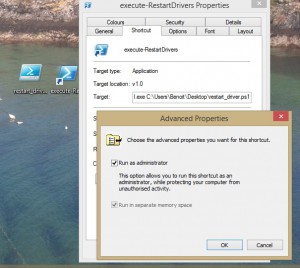 execute-RestartDrivers Properties
Colours Security Details
General Shortcut Options Font Layout
execute-RestartDrivers
Target type: Application
Target location: v1.0
Target: l.exe C:\Users\Benoit\Desktop\restart_driver.ps1
restart_driv... execute-Re
Advanced Properties
Choose the advanced properties you want for this shortcut.
Run as administrator
This option allows you to run this shortcut as an
administrator, while protecting your computer from
unauthorised activity.
Run in separate memory space
OK Cancel